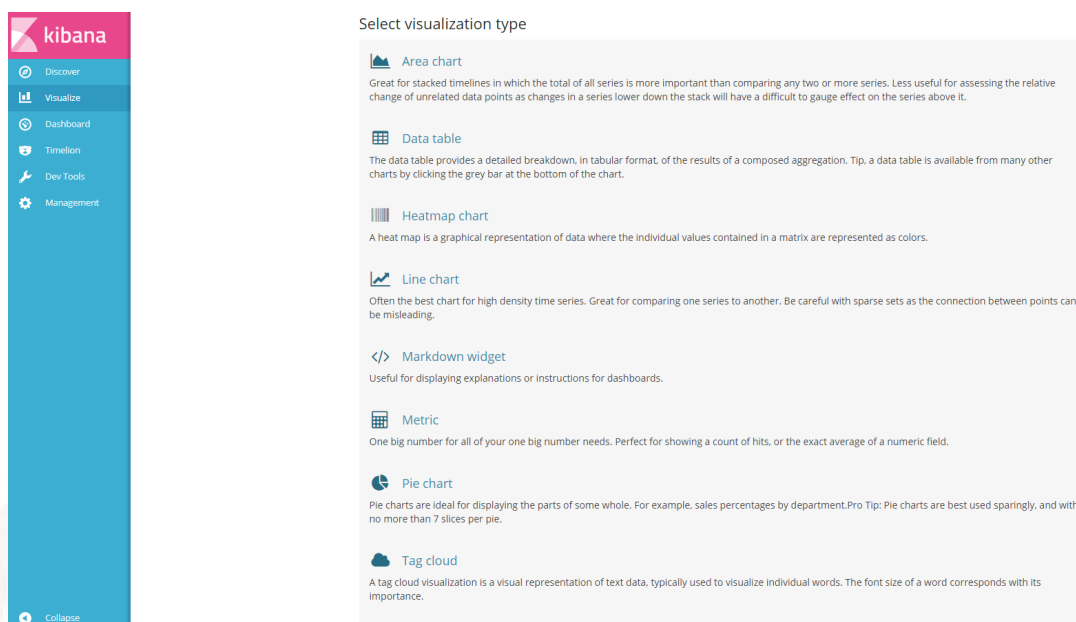 kibana
Discover
Visualize
Dashboard
Timelion
Dev Tools
Management
Collapse
Select visualization type
Area chart
Great for stacked timelines in which the total of all series is more important than comparing any two or more series. Less useful for assessing the relative
change of unrelated data points as changes in a series lower down the stack will have a difficult to gauge effect on the series above it.
Data table
The data table provides a detailed breakdown, in tabular format, of the results of a composed aggregation. Tip, a data table is available from many other
charts by clicking the grey bar at the bottom of the chart.
Heatmap chart
A heat map is a graphical representation of data where the individual values contained in a matrix are represented as colors.
Line chart
Often the best chart for high density time series. Great for comparing one series to another. Be careful with sparse sets as the connection between points can
be misleading.
Markdown widget
Useful for displaying explanations or instructions for dashboards.
Metric
One big number for all of your one big number needs. Perfect for showing a count of hits, or the exact average of a numeric field.
Pie chart
Pie charts are ideal for displaying the parts of some whole. For example, sales percentages by department.Pro Tip: Pie charts are best used sparingly, and with
no more than 7 slices per pie.
Tag cloud
A tag cloud visualization is a visual representation of text data, typically used to visualize individual words. The font size of a word corresponds with its
importance.